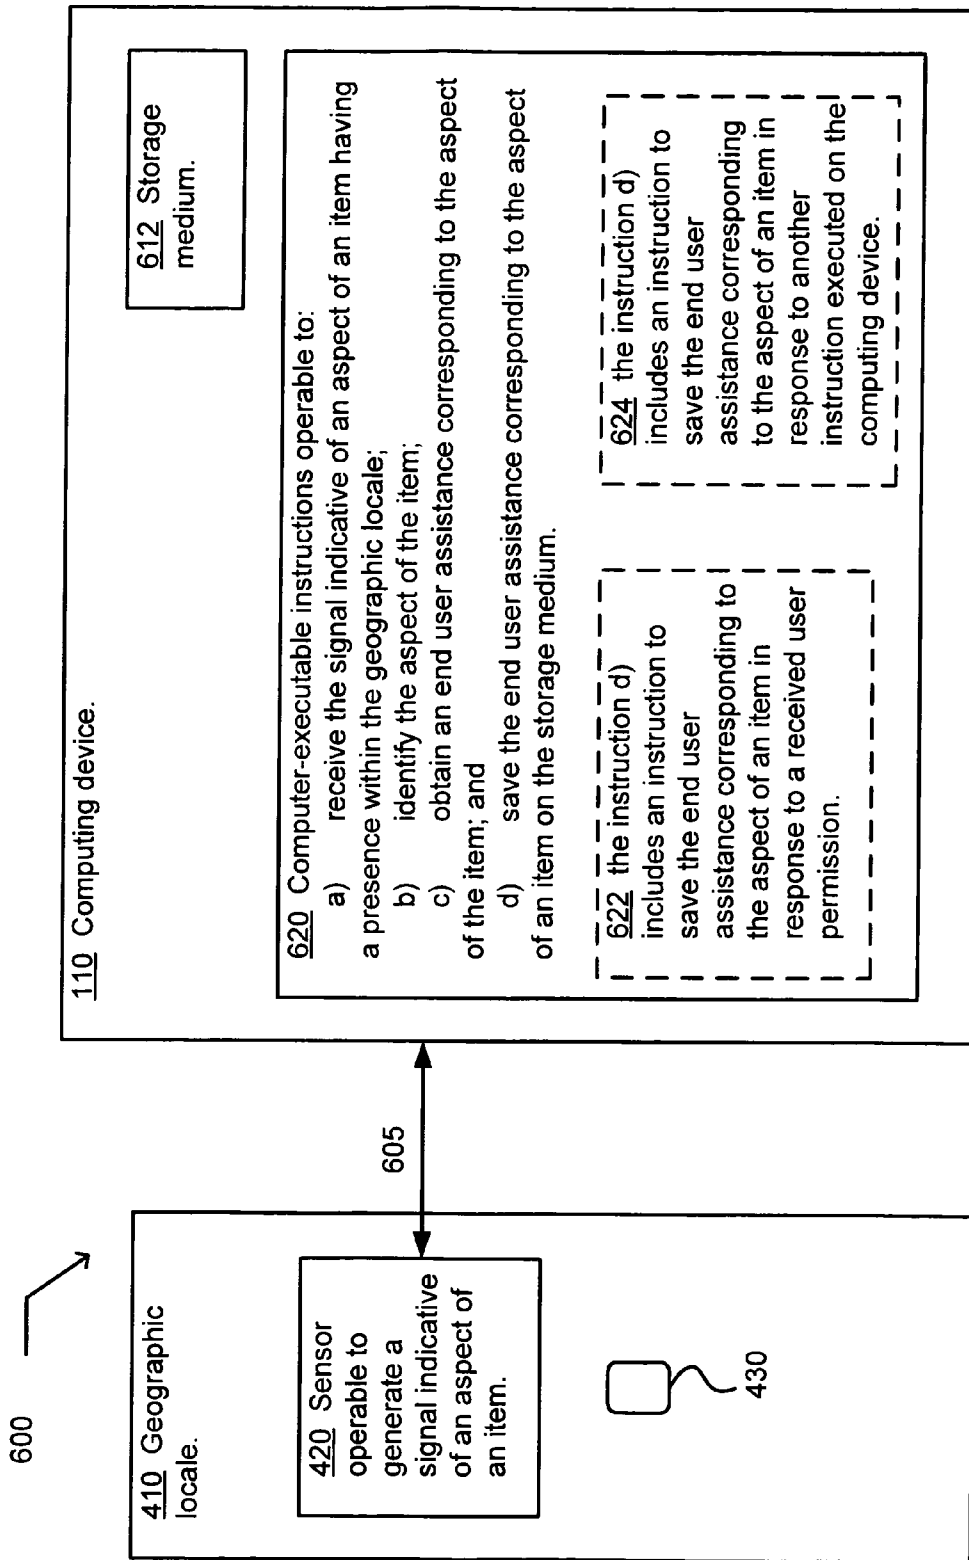 600
410 Geographic
locale.
420 Sensor
operable to
generate a
signal indicative
of an aspect of
an item.
430
605
110 Computing device.
612 Storage
medium.
620 Computer-executable instructions operable to:
a) receive the signal indicative of an aspect of an item having
a presence within the geographic locale;
b) identify the aspect of the item;
c) obtain an end user assistance corresponding to the aspect
of the item; and
d) save the end user assistance corresponding to the aspect
of an item on the storage medium.
622 the instruction d)
includes an instruction to
save the end user
assistance corresponding to
the aspect of an item in
response to a received user
permission.
624 the instruction d)
includes an instruction to
save the end user
assistance corresponding
to the aspect of an item in
response to another
instruction executed on the
computing device.